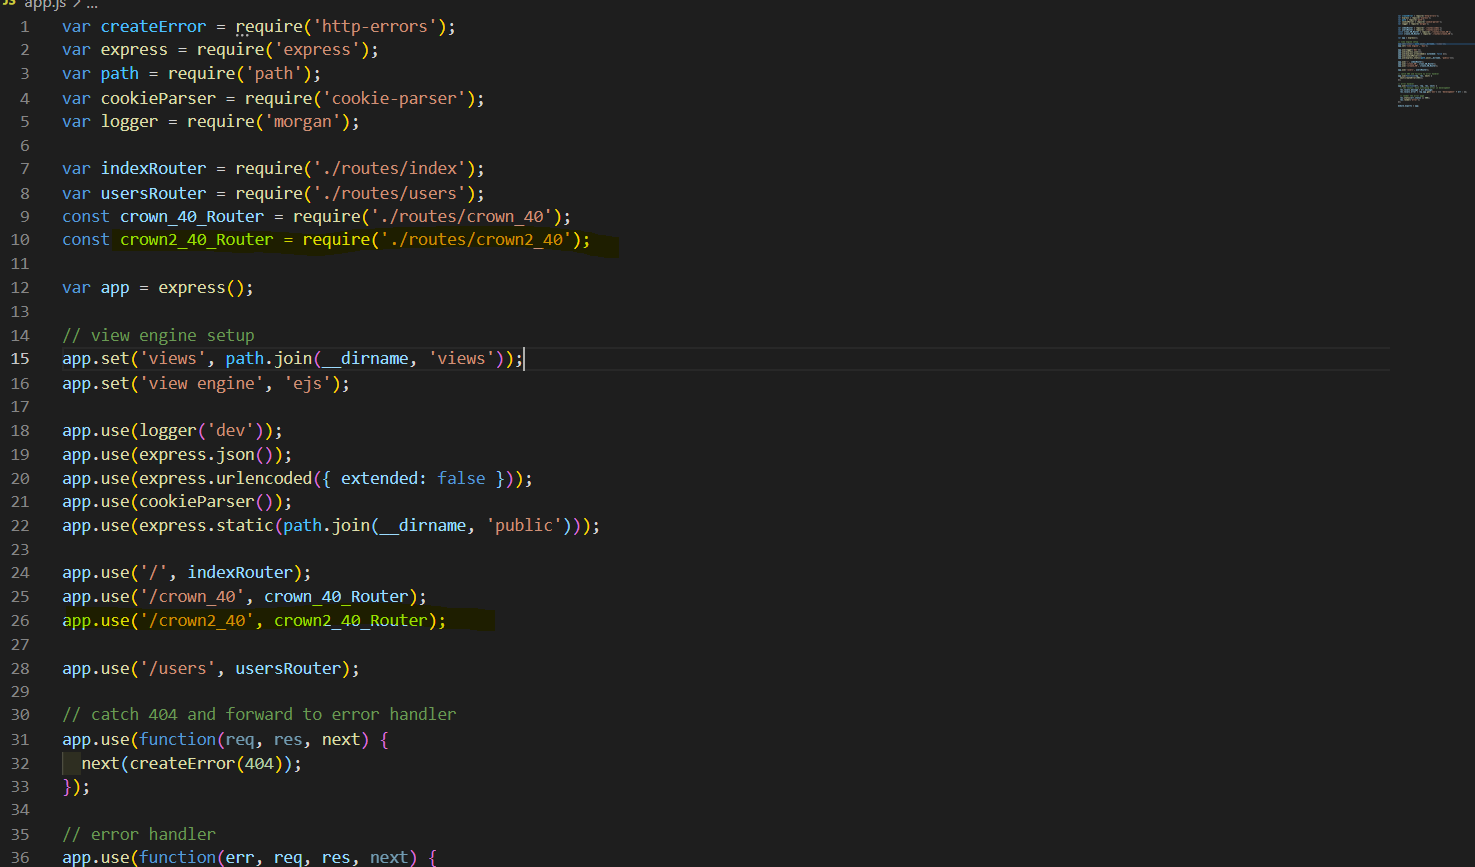 JS app.js > ...
1 var createError = require('http-errors');
2 var express = require('express');
3 var path = require('path');
4 var cookieParser = require('cookie-parser');
5 var logger = require('morgan');
6
7 var indexRouter = require('./routes/index');
8 var usersRouter = require('./routes/users');
9 const crown_40_Router = require('./routes/crown_40');
10 const crown2_40_Router = require('./routes/crown2_40');
11
12 var app = express();
13
14 // view engine setup
15 app.set('views', path.join(__dirname, 'views'));
16 app.set('view engine', 'ejs');
17
18 app.use(logger('dev'));
19 app.use(express.json());
20 app.use(express.urlencoded({ extended: false }));
21 app.use(cookieParser());
22 app.use(express.static(path.join(__dirname, 'public')));
23
24 app.use('/', indexRouter);
25 app.use('/crown_40', crown_40_Router);
26 app.use('/crown2_40', crown2_40_Router);
27
28 app.use('/users', usersRouter);
29
30 // catch 404 and forward to error handler
31 app.use(function(req, res, next) {
32   next(createError(404));
33 });
34
35 // error handler
36 app.use(function(err, req, res, next) {